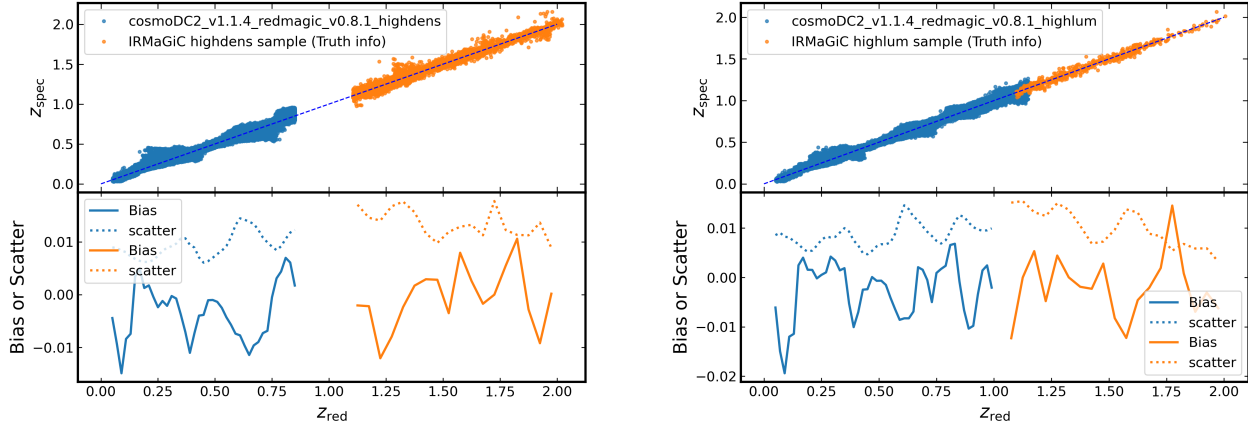 cosmoDC2_v1.1.4_redmagic_v0.8.1_highdens
IRMaGiC highdens sample (Truth info)
2.0
1.5
1.0
0.5
0.0
z_spec
Bias
scatter
Bias
scatter
0.01
0.00
−0.01
Bias or Scatter
0.00 0.25 0.50 0.75 1.00 1.25 1.50 1.75 2.00
z_red
cosmoDC2_v1.1.4_redmagic_v0.8.1_highlum
IRMaGiC highlum sample (Truth info)
2.0
1.5
1.0
0.5
0.0
z_spec
0.01
0.00
−0.01
−0.02
Bias or Scatter
Bias
scatter
Bias
scatter
0.00 0.25 0.50 0.75 1.00 1.25 1.50 1.75 2.00
z_red